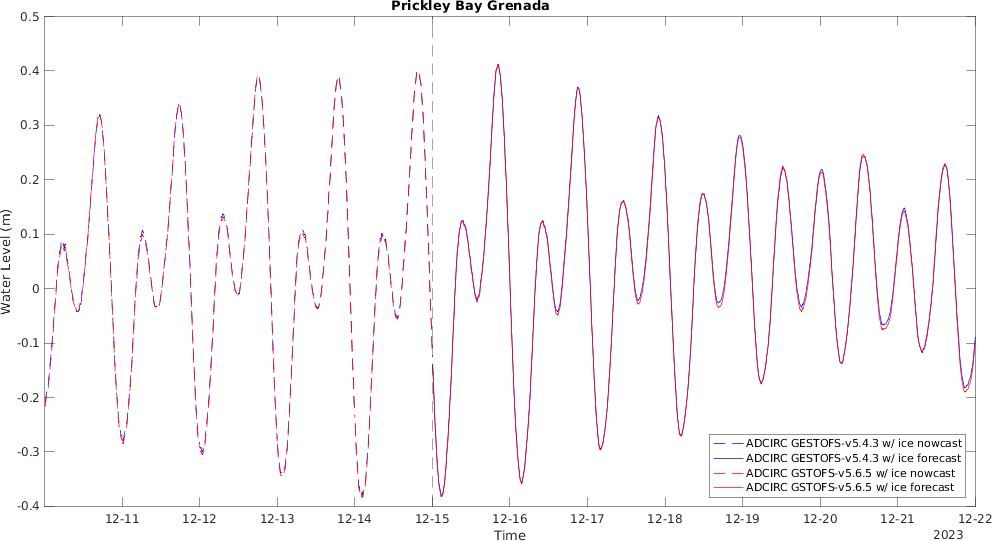 Prickley Bay Grenada
Water Level (m)
0.5
0.4
0.3
0.2
0.1
0
-0.1
-0.2
-0.3
-0.4
ADCIRC GESTOFS-v5.4.3 w/ ice nowcast
ADCIRC GESTOFS-v5.4.3 w/ ice forecast
ADCIRC GSTOFS-v5.6.5 w/ ice nowcast
ADCIRC GSTOFS-v5.6.5 w/ ice forecast
12-11 12-12 12-13 12-14 12-15 12-16 12-17 12-18 12-19 12-20 12-21 12-22
Time
2023